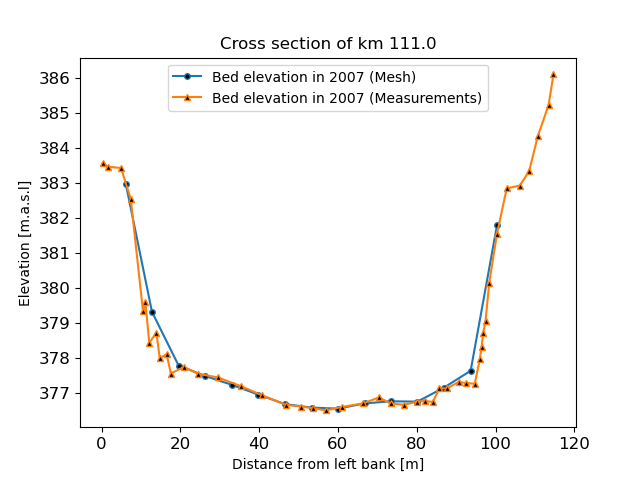 Cross section of km 111.0
Bed elevation in 2007 (Mesh)
Bed elevation in 2007 (Measurements)
Elevation [m.a.s.l]
386
385
384
383
382
381
380
379
378
377
0 20 40 60 80 100 120
Distance from left bank [m]